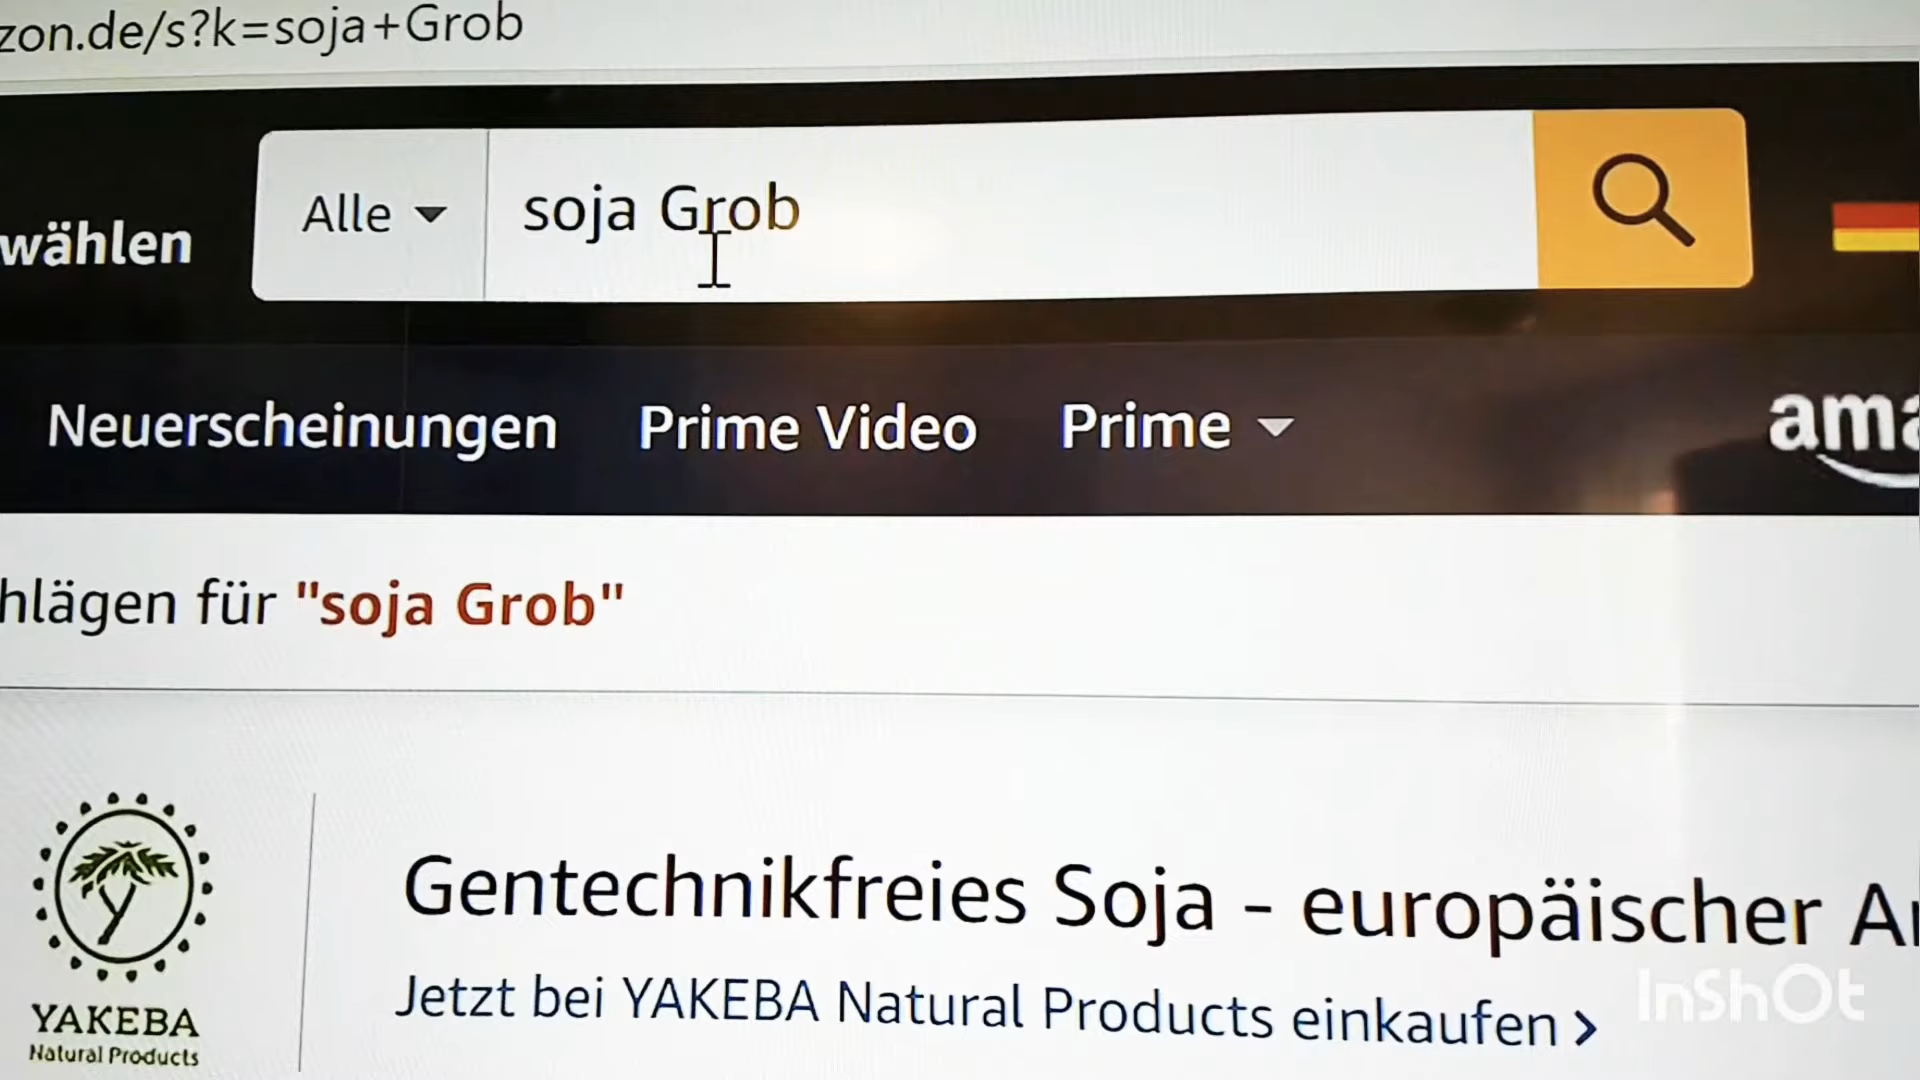 zon.de/s?k=soja+Grob
Alle soja Grob
wählen
Neuerscheinungen Prime Video Prime
ama
hlägen für "soja Grob"
Gentechnikfreies Soja - europäischer A
Jetzt bei YAKEBA Natural Products einkaufen >
YAKEBA
Natural Products
InShOt